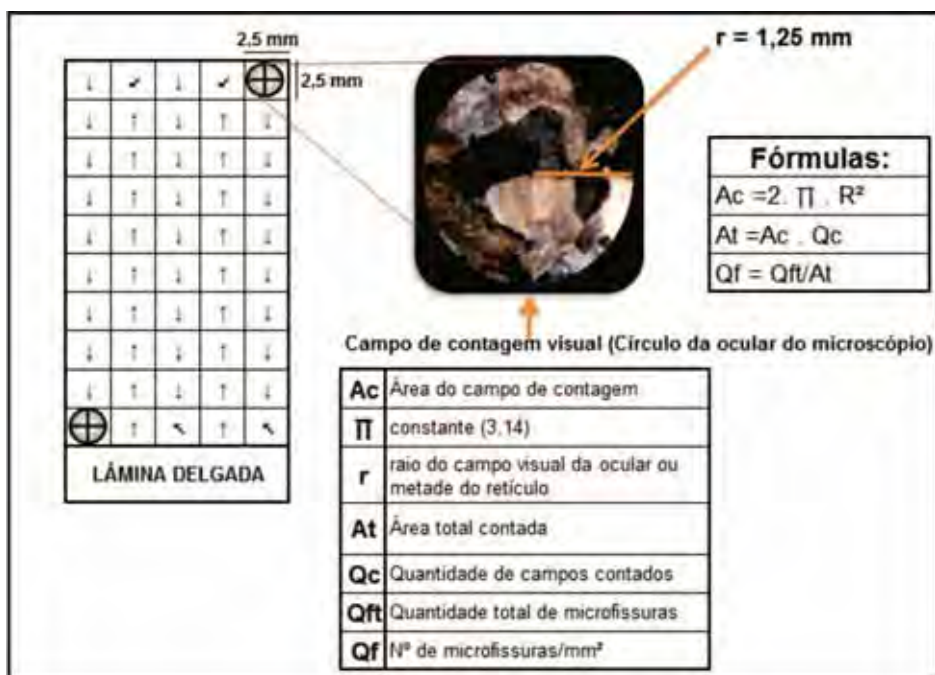 2,5 mm
2,5 mm
r = 1,25 mm
Fórmulas:
Ac =2. ∏ . R²
At =Ac . Qc
Qf = Qft/At
Campo de contagem visual (Círculo da ocular do microscópio)
LÂMINA DELGADA
Ac Área do campo de contagem
∏ constante (3,14)
r raio do campo visual da ocular ou
metade do retículo
At Área total contada
Qc Quantidade de campos contados
Qft Quantidade total de microfissuras
Qf Nº de microfissuras/mm²